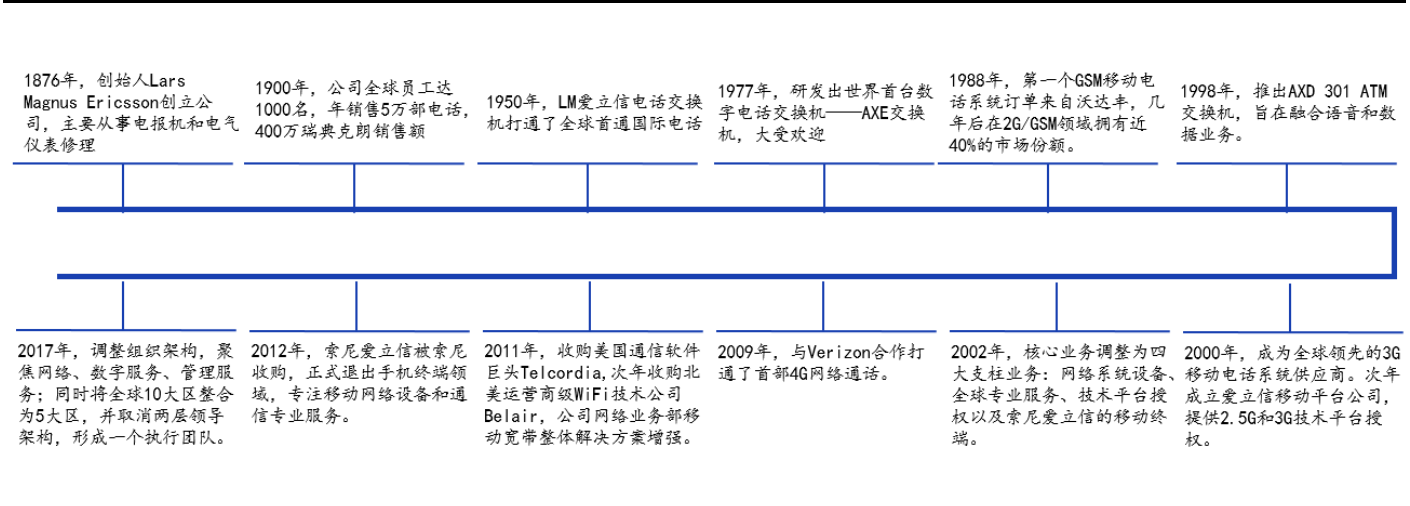 1876年，创始人Lars
Magnus Ericsson创立公
司，主要从事电报机和电气
仪表修理
1900年，公司全球员工达
1000名，年销售5万部电话，
400万瑞典克朗销售额
1950年，LM爱立信电话交换
机打通了全球首通国际电话
1977年，研发出世界首台数
字电话交换机——AXE交换
机，大受欢迎
1988年，第一个GSM移动电
话系统订单来自沃达丰，几
年后在2G/GSM领域拥有近
40%的市场份额。
1998年，推出AXD 301 ATM
交换机，旨在融合语音和数
据业务。
2017年，调整组织架构，聚
焦网络、数字服务、管理服
务；同时将全球10大区整合
为5大区，并取消两层领导
架构，形成一个执行团队。
2012年，索尼爱立信被索尼
收购，正式退出手机终端领
域，专注移动网络设备和通
信专业服务。
2011年，收购美国通信软件
巨头Telcordia,次年收购北
美运营商级WiFi技术公司
Belair，公司网络业务部移
动宽带整体解决方案增强。
2009年，与Verizon合作打
通了首部4G网络通话。
2002年，核心业务调整为四
大支柱业务：网络系统设备、
全球专业服务、技术平台授
权以及索尼爱立信的移动终
端。
2000年，成为全球领先的3G
移动电话系统供应商。次年
成立爱立信移动平台公司，
提供2.5G和3G技术平台授
权。